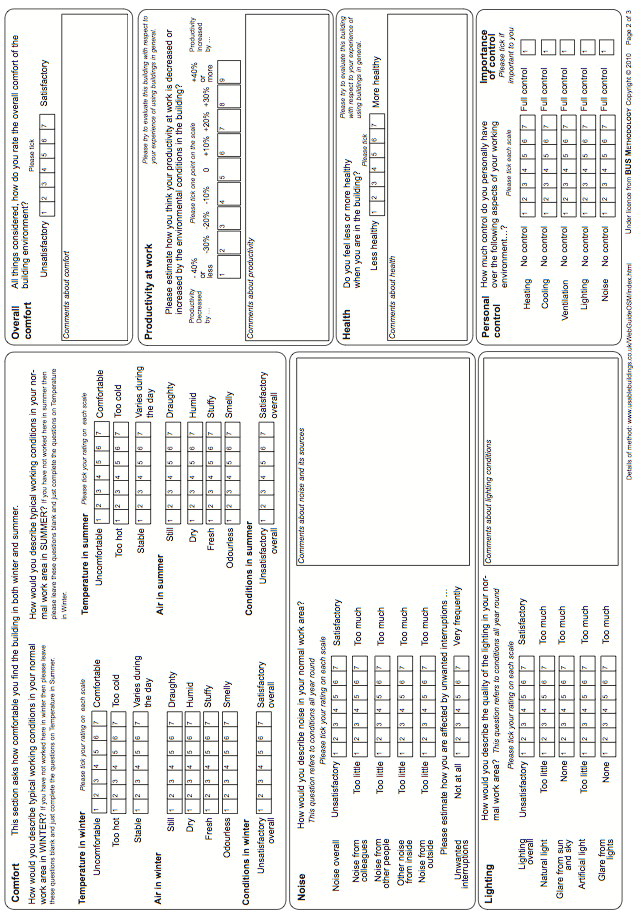 Comfort This section asks how comfortable you find the building in both winter and summer.
How would you describe typical working conditions in your normal
work area in WINTER? If you have not worked here in winter then please leave
these questions blank and just complete the questions on Temperature in Summer.
Temperature in winter Please tick your rating on each scale
Uncomfortable 1 2 3 4 5 6 7 Comfortable
Too hot 1 2 3 4 5 6 7 Too cold
Stable 1 2 3 4 5 6 7 Varies during
the day
Air in winter
Still 1 2 3 4 5 6 7 Draughty
Dry 1 2 3 4 5 6 7 Humid
Fresh 1 2 3 4 5 6 7 Stuffy
Odourless 1 2 3 4 5 6 7 Smelly
Conditions in winter
Unsatisfactory 1 2 3 4 5 6 7 Satisfactory
overall overall
How would you describe typical working conditions in your nor-
mal work area in SUMMER? If you have not worked here in summer then
please leave these questions blank and just complete the questions on Temperature
in Winter.
Temperature in summer Please tick your rating on each scale
Uncomfortable 1 2 3 4 5 6 7 Comfortable
Too hot 1 2 3 4 5 6 7 Too cold
Stable 1 2 3 4 5 6 7 Varies during
the day
Air in summer
Still 1 2 3 4 5 6 7 Draughty
Dry 1 2 3 4 5 6 7 Humid
Fresh 1 2 3 4 5 6 7 Stuffy
Odourless 1 2 3 4 5 6 7 Smelly
Conditions in summer
Unsatisfactory 1 2 3 4 5 6 7 Satisfactory
overall overall
Noise How would you describe noise in your normal work area?
This question refers to conditions all year round
Please tick your rating on each scale
Noise overall Unsatisfactory 1 2 3 4 5 6 7 Satisfactory
Noise from
colleagues Too little 1 2 3 4 5 6 7 Too much
Noise from
other people Too little 1 2 3 4 5 6 7 Too much
Other noise
from inside Too little 1 2 3 4 5 6 7 Too much
Noise from
outside Too little 1 2 3 4 5 6 7 Too much
Please estimate how you are affected by unwanted interruptions ...
Unwanted
interruptions Not at all 1 2 3 4 5 6 7 Very frequently
Comments about noise and its sources
Lighting How would you describe the quality of the lighting in your nor-
mal work area? This question refers to conditions all year round
Please tick your rating on each scale
Lighting
overall Unsatisfactory 1 2 3 4 5 6 7 Satisfactory
Natural light Too little 1 2 3 4 5 6 7 Too much
Glare from sun
and sky None 1 2 3 4 5 6 7 Too much
Artificial light Too little 1 2 3 4 5 6 7 Too much
Glare from
lights None 1 2 3 4 5 6 7 Too much
Comments about lighting conditions
Overall
comfort
All things considered, how do you rate the overall comfort of the
building environment?
Please tick
Unsatisfactory 1 2 3 4 5 6 7 Satisfactory
Comments about comfort
Productivity at work Please try to evaluate this building with respect to
your experience of using buildings in general.
Please estimate how you think your productivity at work is decreased or
increased by the environmental conditions in the building?
Please tick one point on the scale
Productivity
Decreased
by ...
- 40%
or
less
-30% -20% -10% 0 +10% +20% +30%
+40%
or
more
Productivity
Increased
by ...
1 2 3 4 5 6 7 8 9
Comments about productivity
Health Do you feel less or more healthy
when you are in the building?
Please try to evaluate this building
with respect to your experience of
using buildings in general.
Please tick
Less healthy 1 2 3 4 5 6 7 More healthy
Comments about health
Personal
control
How much control do you personally have
over the following aspects of your working
environment...?
Please tick each scale
Importance
of control
Please tick if
important to you
Heating No control 1 2 3 4 5 6 7 Full control 1
Cooling No control 1 2 3 4 5 6 7 Full control 1
Ventilation No control 1 2 3 4 5 6 7 Full control 1
Lighting No control 1 2 3 4 5 6 7 Full control 1
Noise No control 1 2 3 4 5 6 7 Full control 1
Details of method: www.usablebuildings.co.uk/WebGuideOSM/index.html Under licence from BUS METHODOLOGY Copyright © 2010 Page 2 of 3